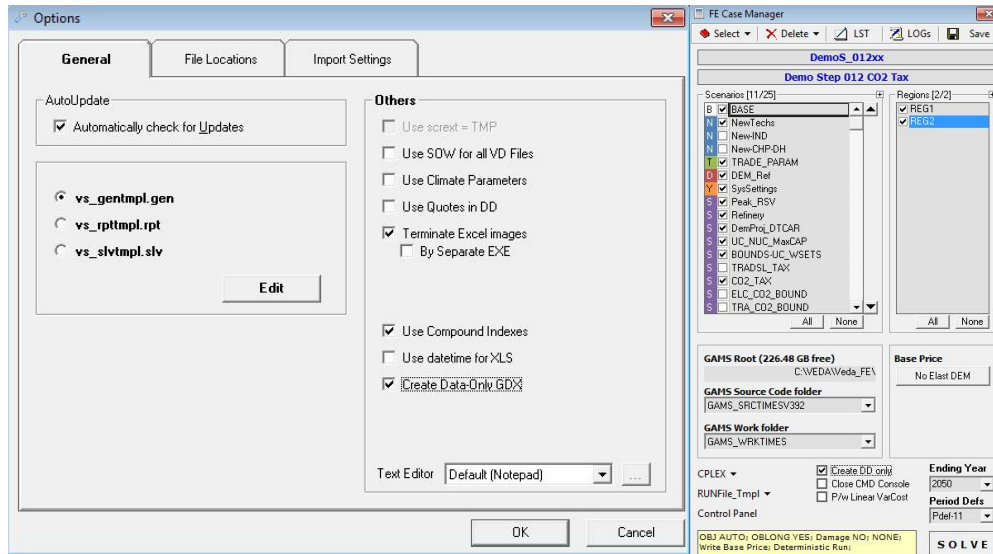 Options
General
File Locations
Import Settings
AutoUpdate
Automatically check for Updates
vs_gentmpl.gen
vs_rpttmpl.rpt
vs_slvtmpl.slv
Edit
Others
Use scrext = TMP
Use SOW for all VD Files
Use Climate Parameters
Use Quotes in DD
Terminate Excel images
By Separate EXE
Use Compound Indexes
Use datetime for XLS
Create Data-Only GDX
Text Editor Default (Notepad) ...
OK Cancel
FE Case Manager
Select Delete LST LOGs Save
DemoS_012xx
Demo Step 012 CO2 Tax
Scenarios [11/25]
B BASE
N NewTechs
N New-IND
N New-CHP-DH
T TRADE_PARAM
D DEM_Ref
Y SysSettings
S Peak_RSV
S Refinery
S DemProj_DTCAR
S UC_NUC_MaxCAP
S BOUNDS-UC_WSETS
S TRADSL_TAX
S CO2_TAX
S ELC_CO2_BOUND
S TRA_CO2_BOUND
All None
Regions [2/2]
REG1
REG2
All None
GAMS Root (226.48 GB free)
C:\VEDA\Veda_FE\
GAMS Source Code folder
GAMS_SRCTIMESV392
GAMS Work folder
GAMS_WRKTIMES
Base Price
No Elast DEM
CPLEX
RUNFile_Tmpl
Control Panel
Create DD only
Close CMD Console
P/w Linear VarCost
Ending Year
2050
Period Defs
Pdef-11
OBJ AUTO; OBLONG YES; Damage NO; NONE;
Write Base Price; Deterministic Run;
SOLVE